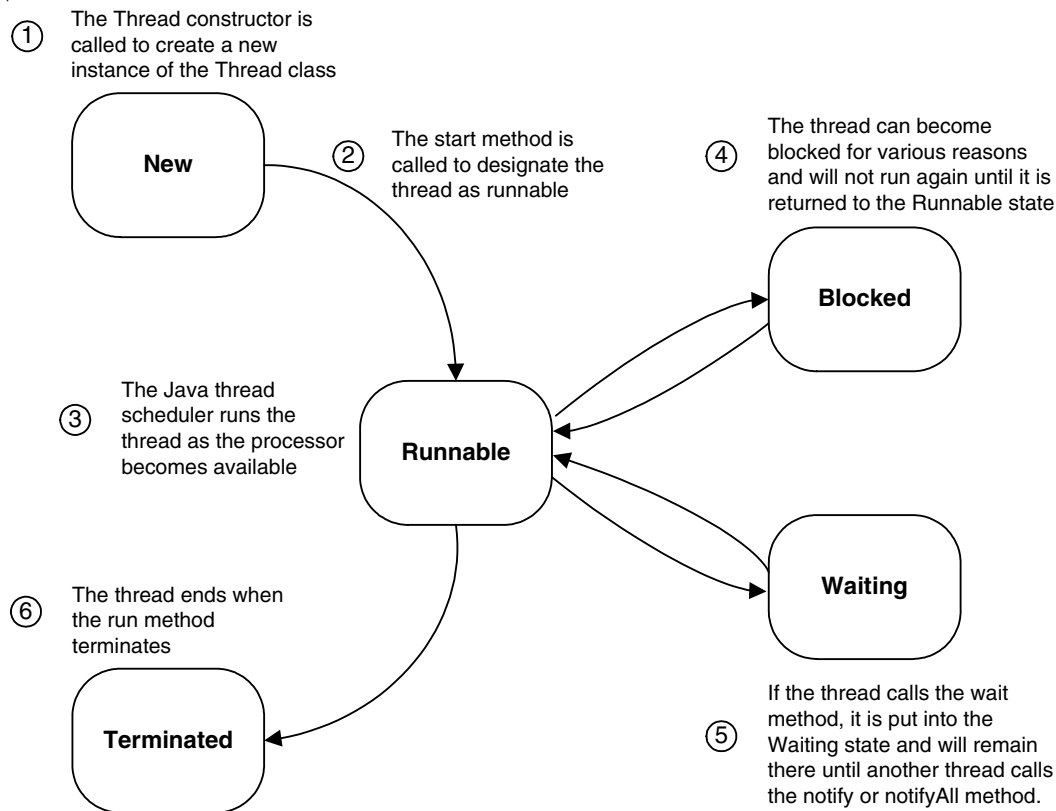 1
The Thread constructor is
called to create a new
instance of the Thread class
New
2
The start method is
called to designate the
thread as runnable
4
The thread can become
blocked for various reasons
and will not run again until it is
returned to the Runnable state
Blocked
3
The Java thread
scheduler runs the
thread as the processor
becomes available
Runnable
Waiting
6
The thread ends when
the run method
terminates
Terminated
5
If the thread calls the wait
method, it is put into the
Waiting state and will remain
there until another thread calls
the notify or notifyAll method.